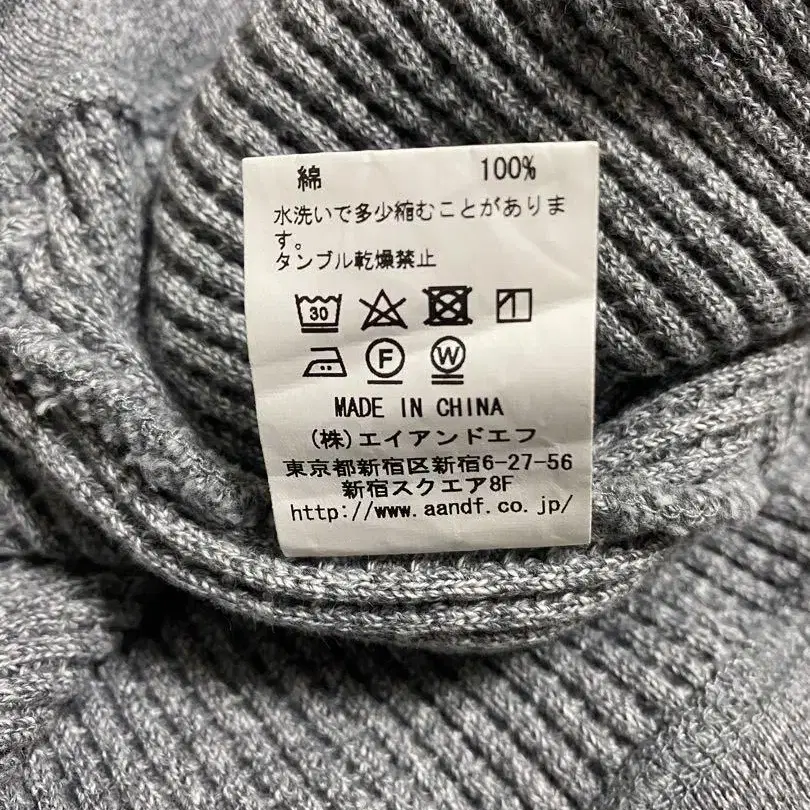 綿 100%
水洗いで多少縮むことがありま
す。
タンブル乾燥禁止
30
F W
MADE IN CHINA
(株)エイアンドエフ
東京都新宿区新宿6-27-56
新宿スクエア8F
http://www.aandf.co.jp/